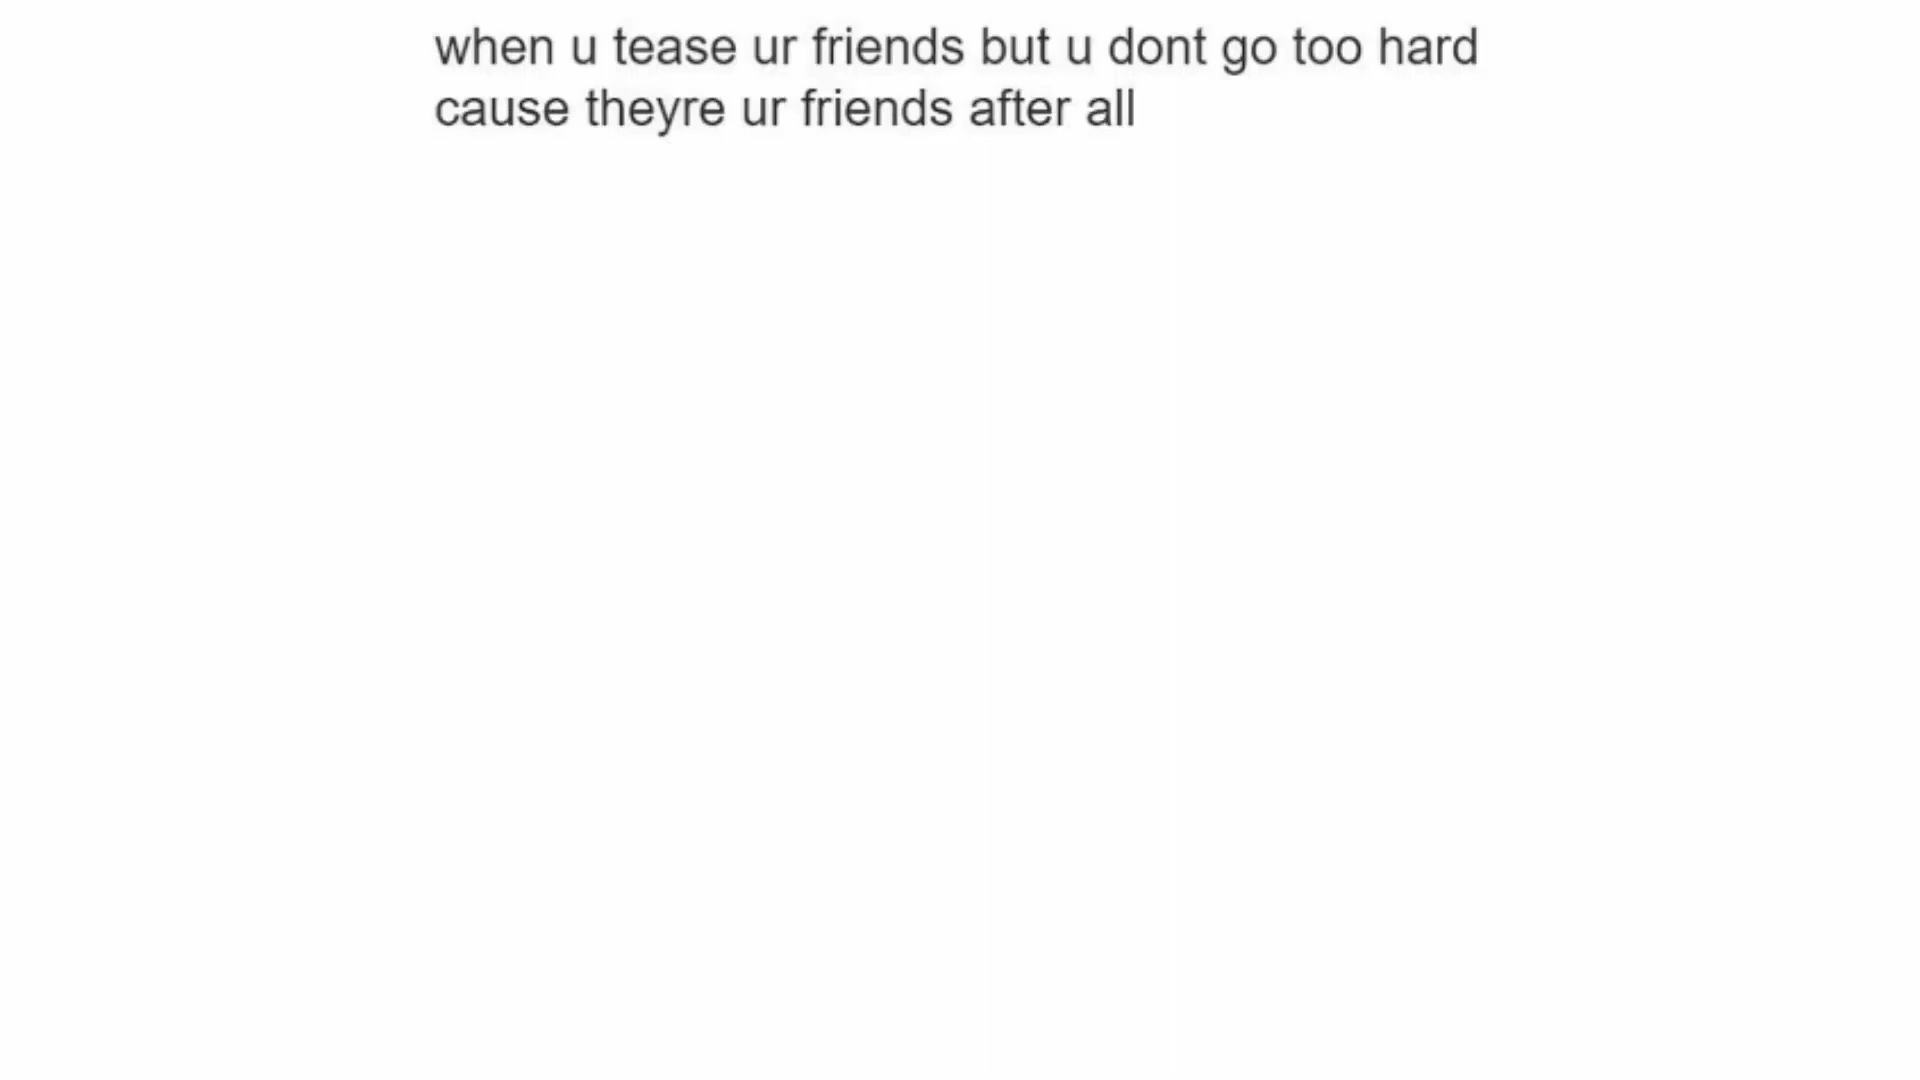 when u tease ur friends but u dont go too hard
cause theyre ur friends after all